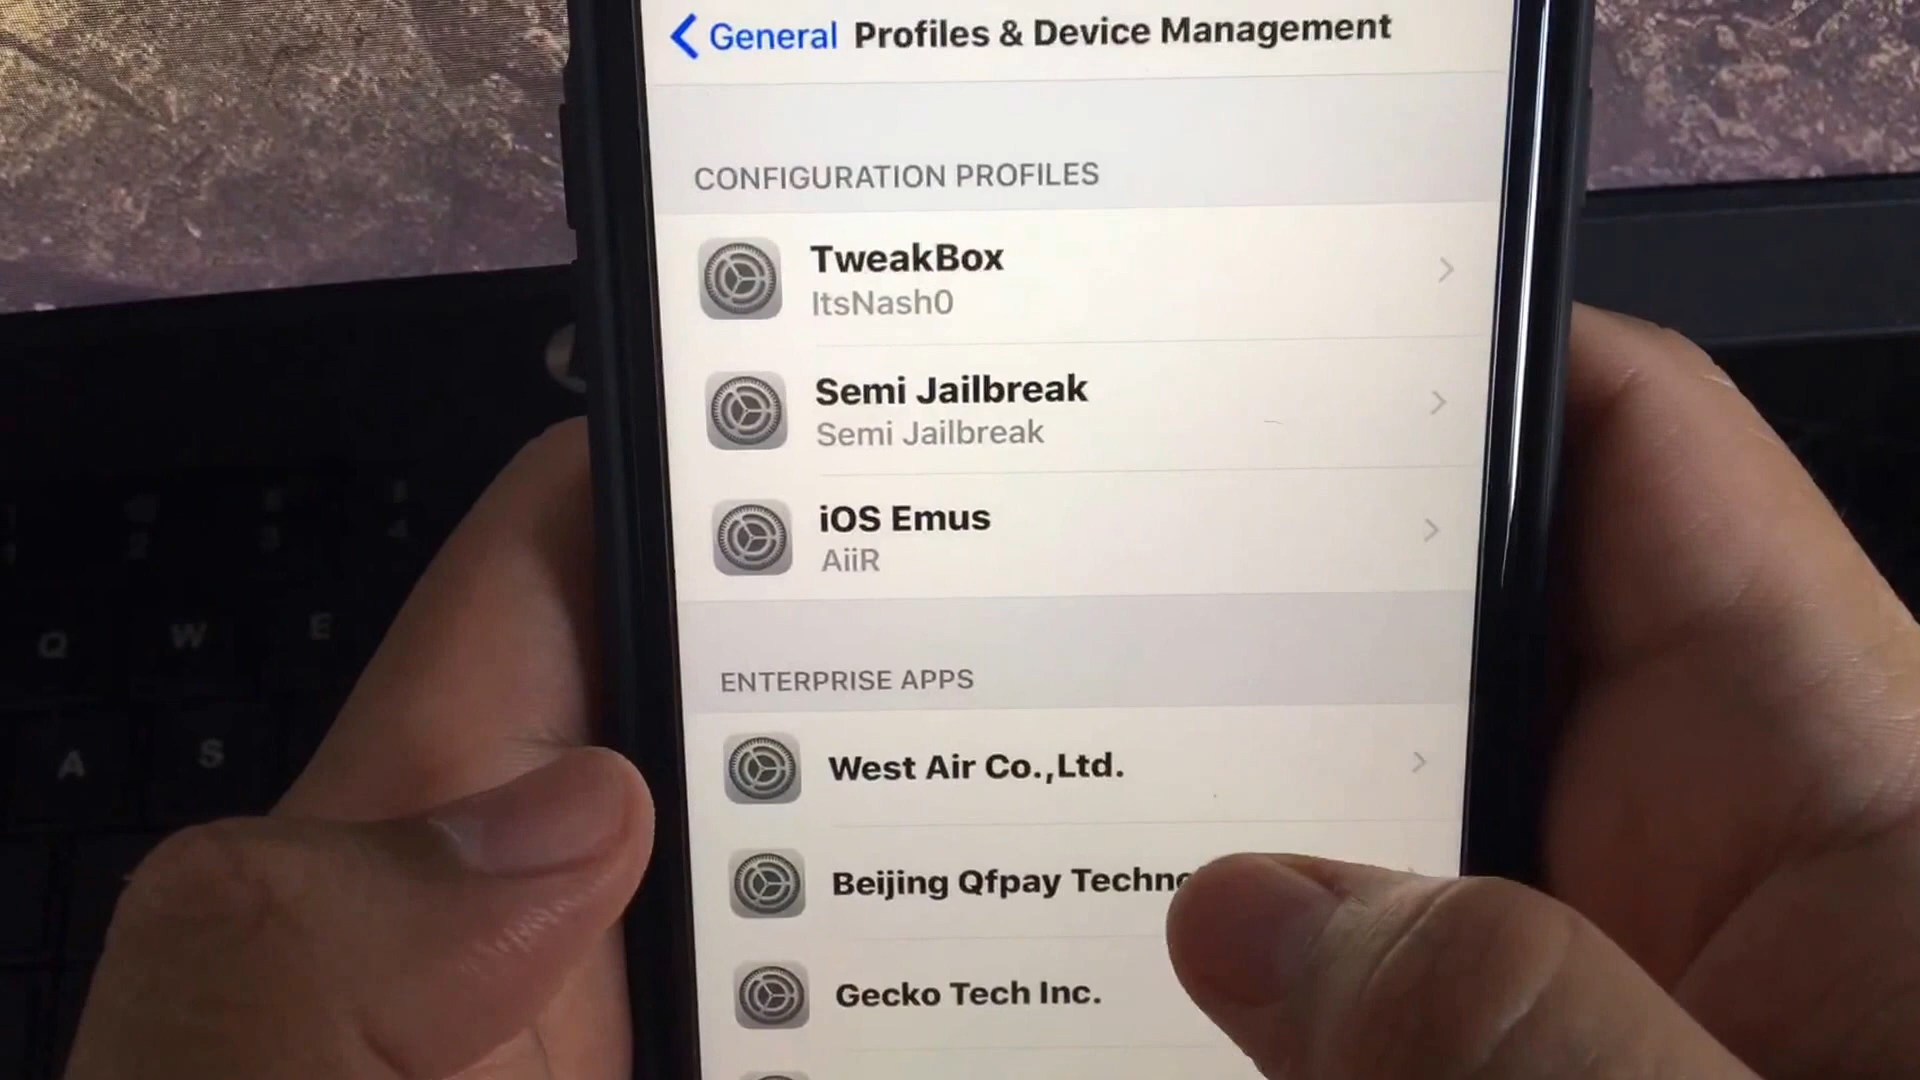 General Profiles & Device Management
CONFIGURATION PROFILES
TweakBox
ItsNash0
Semi Jailbreak
Semi Jailbreak
iOS Emus
AiiR
ENTERPRISE APPS
West Air Co.,Ltd.
Beijing Qfpay
Gecko Tech Inc.
Q W E
A S